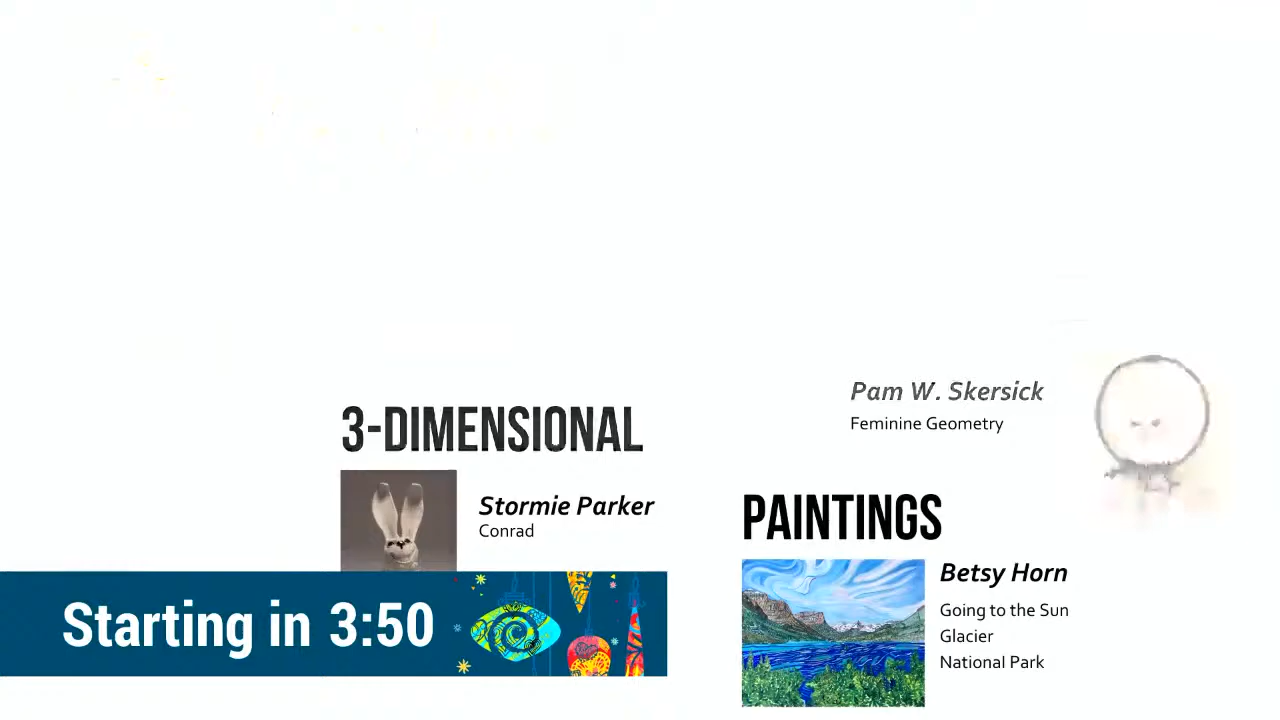 3-DIMENSIONAL
Stormie Parker
Conrad
Starting in 3:50
Pam W. Skersick
Feminine Geometry
PAINTINGS
Betsy Horn
Going to the Sun
Glacier
National Park